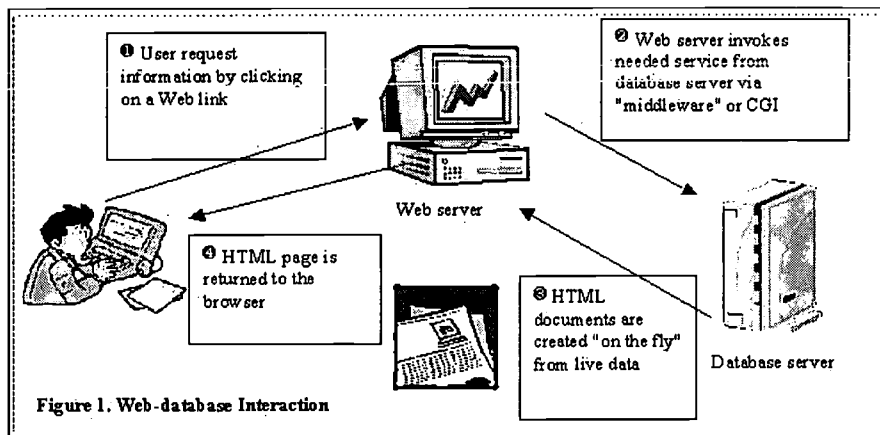 ❶ User request
information by clicking
on a Web link
❷ Web server invokes
needed service from
database server via
"middleware" or CGI
Web server
❹ HTML page is
returned to the
browser
❸ HTML
documents are
created "on the fly"
from live data
Database server
Figure 1. Web-database Interaction